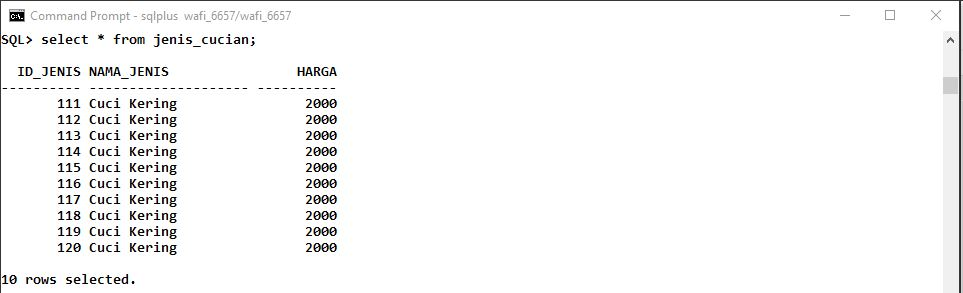 Command Prompt - sqlplus  wafi_6657/wafi_6657
SQL> select * from jenis_cucian;
  ID_JENIS NAMA_JENIS                HARGA
---------- -------------------- ----------
       111 Cuci Kering                2000
       112 Cuci Kering                2000
       113 Cuci Kering                2000
       114 Cuci Kering                2000
       115 Cuci Kering                2000
       116 Cuci Kering                2000
       117 Cuci Kering                2000
       118 Cuci Kering                2000
       119 Cuci Kering                2000
       120 Cuci Kering                2000
10 rows selected.